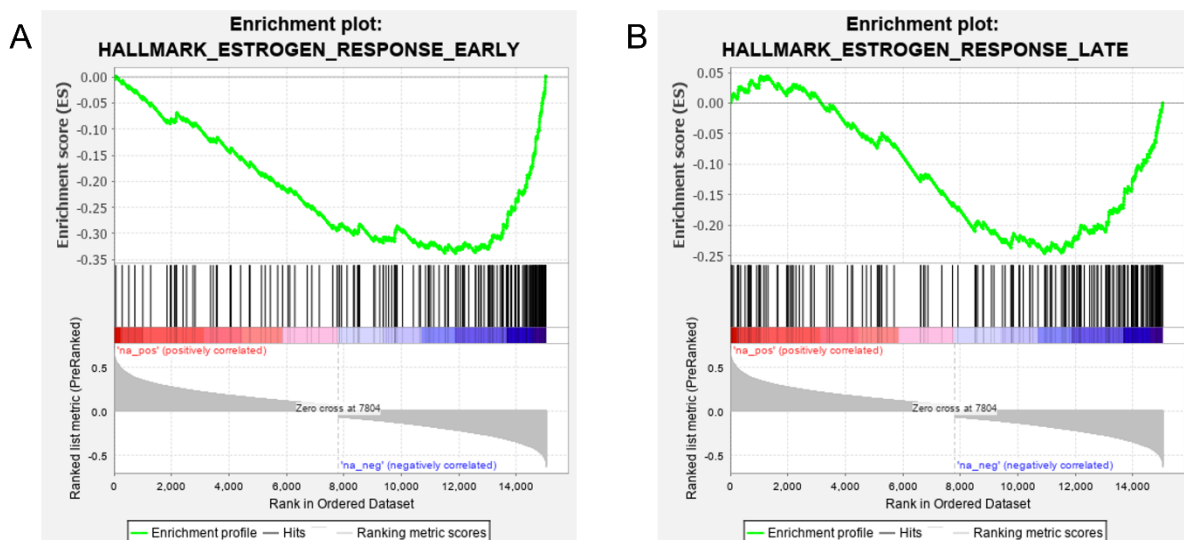 A
Enrichment plot:
HALLMARK_ESTROGEN_RESPONSE_EARLY
Enrichment score (ES)
0.00
-0.05
-0.10
-0.15
-0.20
-0.25
-0.30
-0.35
'na_pos' (positively correlated)
Ranked list metric (PreRanked)
0.5
0.0
-0.5
Zero cross at 7804
'na_neg' (negatively correlated)
0 2,000 4,000 6,000 8,000 10,000 12,000 14,000
Rank in Ordered Dataset
Enrichment profile Hits Ranking metric scores
B
Enrichment plot:
HALLMARK_ESTROGEN_RESPONSE_LATE
Enrichment score (ES)
0.05
0.00
-0.05
-0.10
-0.15
-0.20
-0.25
'na_pos' (positively correlated)
Ranked list metric (PreRanked)
0.5
0.0
-0.5
Zero cross at 7804
'na_neg' (negatively correlated)
0 2,000 4,000 6,000 8,000 10,000 12,000 14,000
Rank in Ordered Dataset
Enrichment profile Hits Ranking metric scores